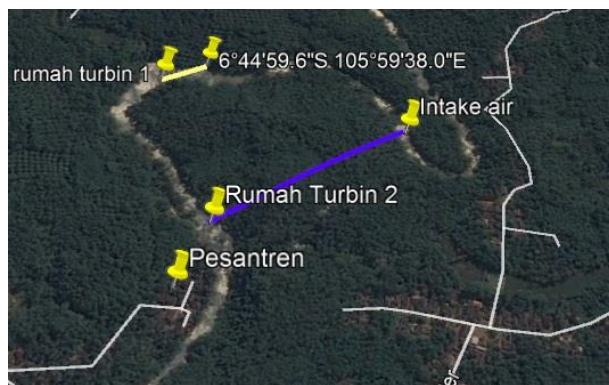 rumah turbin 1
6°44'59.6"S 105°59'38.0"E
Intake air
Rumah Turbin 2
Pesantren